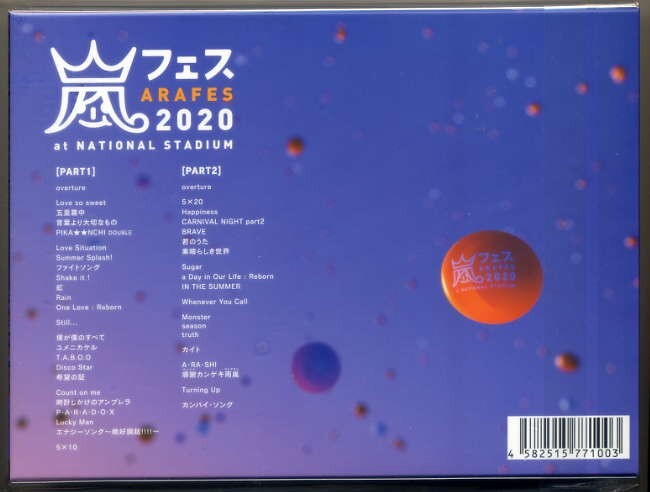 嵐フェス
ARAFES
2020
at NATIONAL STADIUM
[PART1]
overture
Love so sweet
五里霧中
言葉より大切なもの
PIKA★★NCHI DOUBLE
Love Situation
Summer Splash!
ファイトソング
Shake it !
虹
Rain
One Love : Reborn
Still...
僕が僕のすべて
ユメニカケル
T.A.B.O.O
Disco Star
希望の証
Count on me
時計じかけのアンブレラ
P・A・R・A・D・O・X
Lucky Man
エナジーソング〜絶好調超!!!!〜
5×10
[PART2]
overture
5×20
Happiness
CARNIVAL NIGHT part2
BRAVE
君のうた
素晴らしき世界
Sugar
a Day in Our Life : Reborn
IN THE SUMMER
Whenever You Call
Monster
season
truth
カイト
A・RA・SHI
感謝カンゲキ雨嵐
Turning Up
カンパイ・ソング
嵐フェス
ARAFES
2020
at NATIONAL STADIUM
4 582515 771003